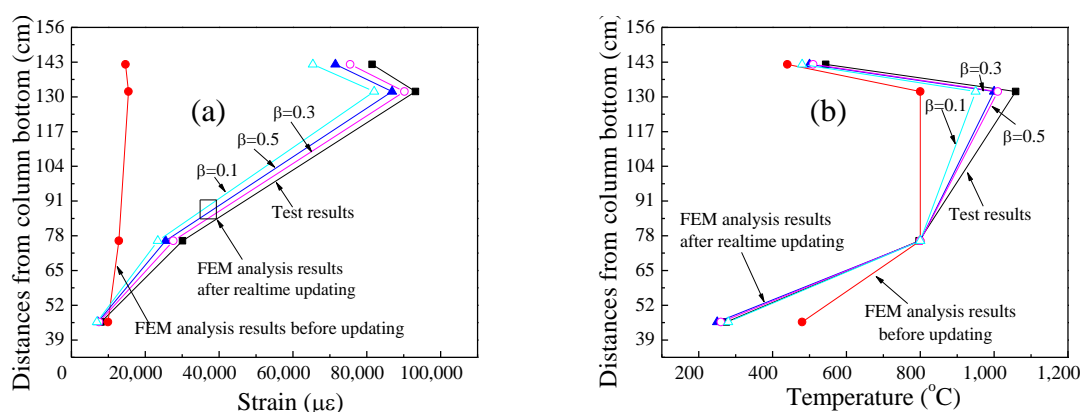 Distances from column bottom (cm)
156
143
130
117
104
91
78
65
52
39
(a)
β=0.3
β=0.5
β=0.1
Test results
FEM analysis results
after realtime updating
FEM analysis results before updating
0
20,000
40,000
60,000
80,000
100,000
Strain (με)
Distances from column bottom (cm)
156
143
130
117
104
91
78
65
52
39
(b)
β=0.3
β=0.1
β=0.5
Test results
FEM analysis results
after realtime updating
FEM analysis results
before updating
200
400
600
800
1,000
1,200
Temperature (°C)